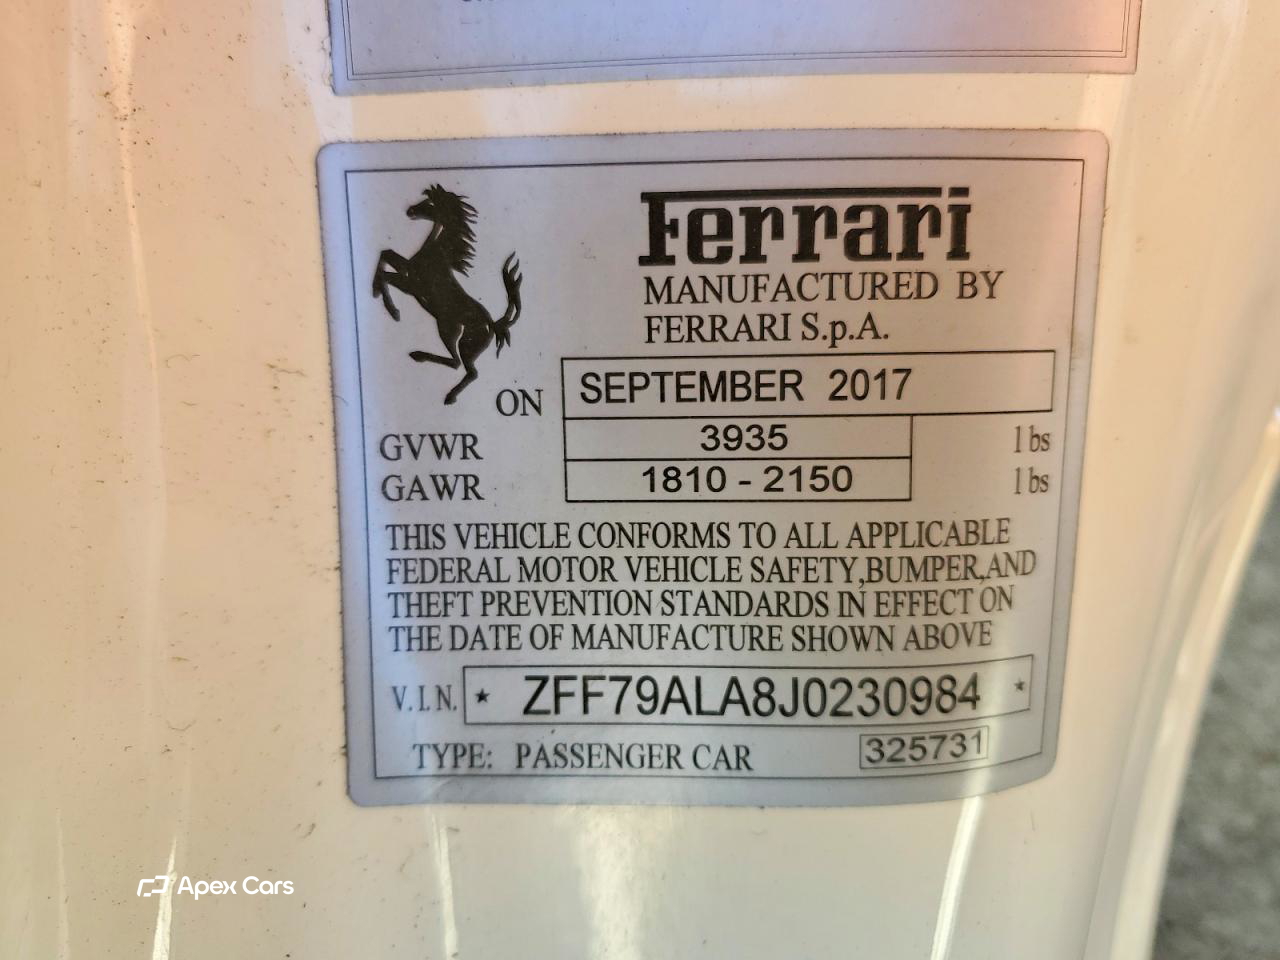 Ferrari
MANUFACTURED BY
FERRARI S.p.A.
ON SEPTEMBER 2017
GVWR 3935 lbs
GAWR 1810 - 2150 lbs
THIS VEHICLE CONFORMS TO ALL APPLICABLE
FEDERAL MOTOR VEHICLE SAFETY,BUMPER,AND
THEFT PREVENTION STANDARDS IN EFFECT ON
THE DATE OF MANUFACTURE SHOWN ABOVE
V.I.N. * ZFF79ALA8J0230984 *
TYPE: PASSENGER CAR 325731
Apex Cars